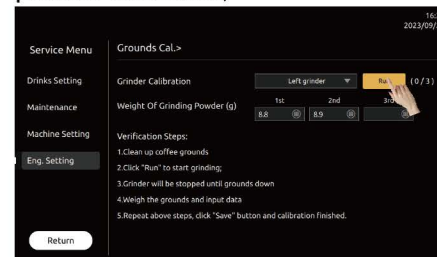 16:
2023/09/
Service Menu
Grounds Cal.>
Drinks Setting
Grinder Calibration
Left grinder
(0/3)
Maintenance
Weight Of Grinding Powder (g)
1st
2nd
8.8
8.9
Machine Setting
Verification Steps:
Eng. Setting
1.Clean up coffee grounds
2.Click "Run" to start grinding;
3.Grinder will be stopped until grounds down
4.Weigh the grounds and input data
5.Repeat above steps, click "Save" button and calibration finished.
Return